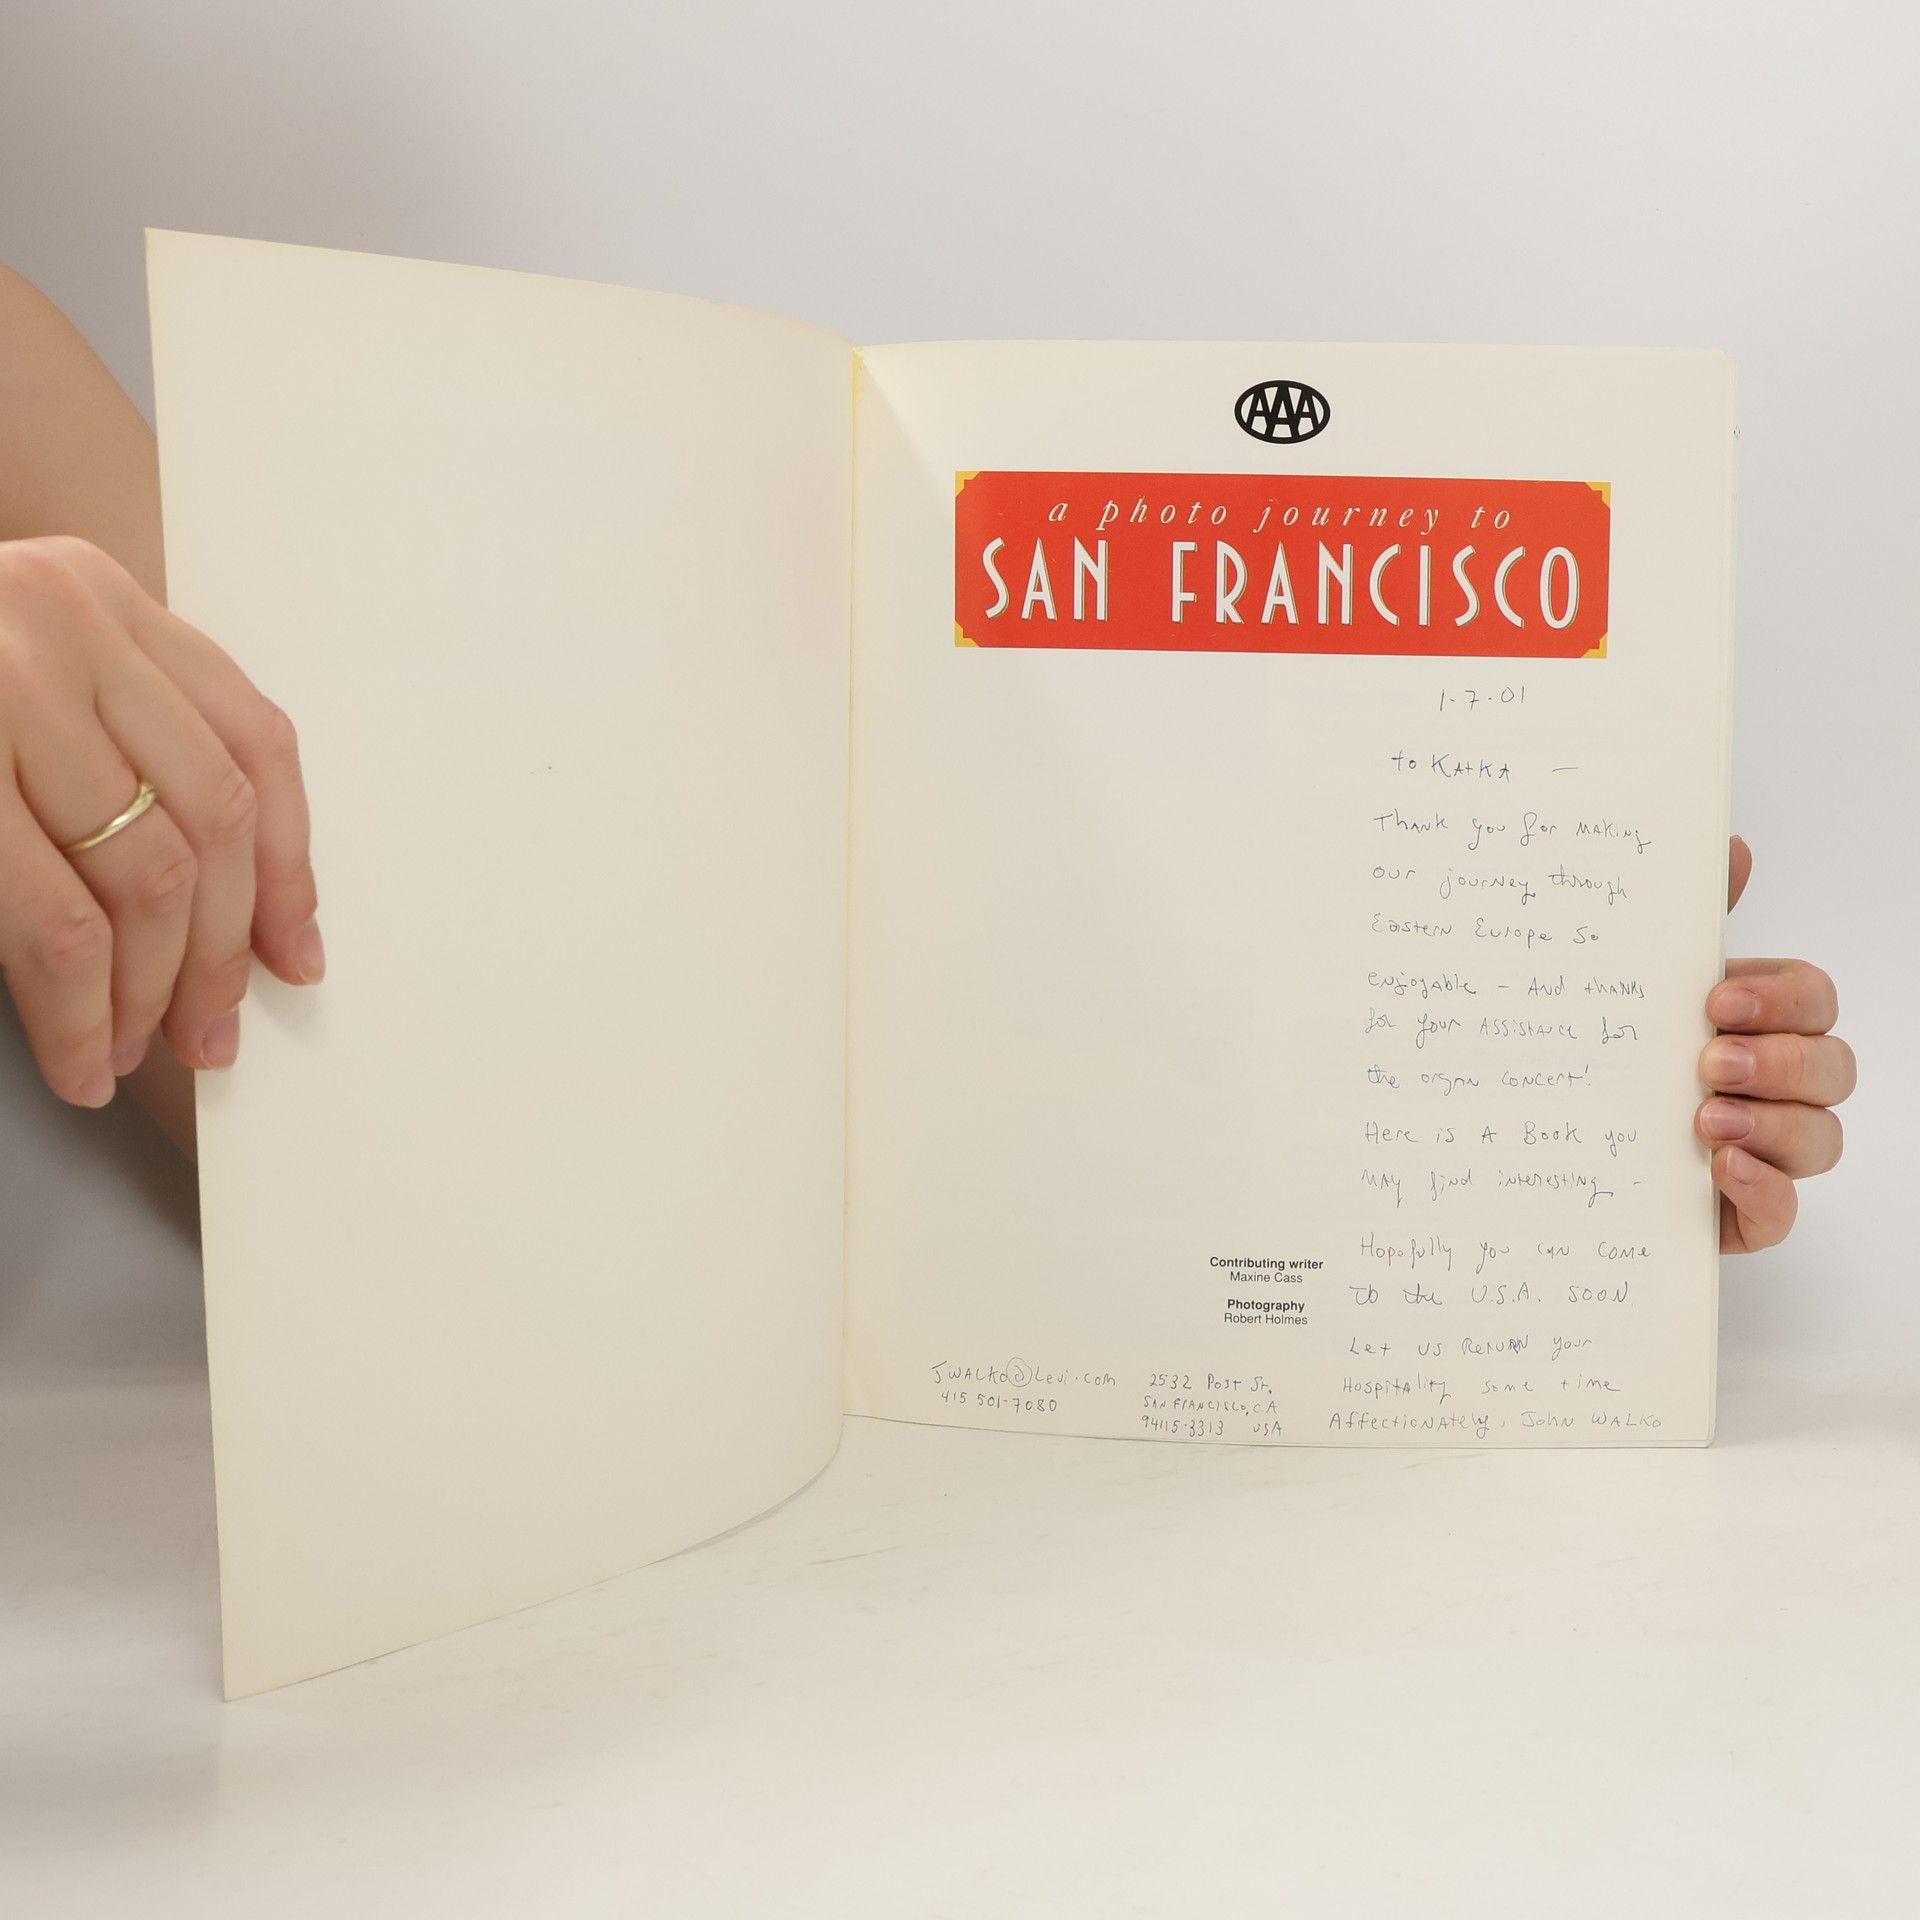 AAA
a photo journey to
SAN FRANCISCO
1-7-01
to KAtKA —
Thank you for MAKing
our journey through
Eastern Europe so
enjoyable - And thANKs
for your Assistance for
the organ concert!
Here is A Book you
MAy find interesting -
Hopefully you can come
To the U.S.A. soon
Let us ReturN your
Hospitality some time
Affectionately, John WALKo
Contributing writer
Maxine Cass
Photography
Robert Holmes
JWALKo@Levi.com
415 501-7080
2532 Post St.
SAN FrANcisco, CA
94115-3313 USA